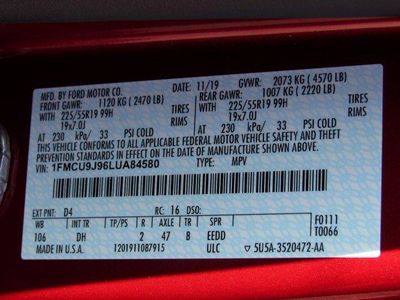 MFD. BY FORD MOTOR CO. 11/19 GVWR: 2073 KG (4570 LB)
FRONT GAWR: 1120 KG (2470 LB) REAR GAWR: 1007 KG (2220 LB)
225/55R19 99H TIRES 225/55R19 99H TIRES
19x7.0J RIMS 19x7.0J RIMS
AT 230 kPa/ 33 PSI COLD AT 230 kPa/ 33 PSI COLD
THIS VEHICLE CONFORMS TO ALL APPLICABLE FEDERAL MOTOR VEHICLE SAFETY
AND THEFT PREVENTION STANDARDS IN EFFECT ON THE DATE OF MANUFACTURE SHOWN ABOVE.
VIN: 1FMCU9J96LUA84580 TYPE: MPV
EXT PNT: D4 RC: 16 DSO: F0111
WB INT TR TP/PS R AXLE TR SPR T0066
106 DH 2 47 8 EEDD
1201911087915 ULC 5U5A-3520472-AA